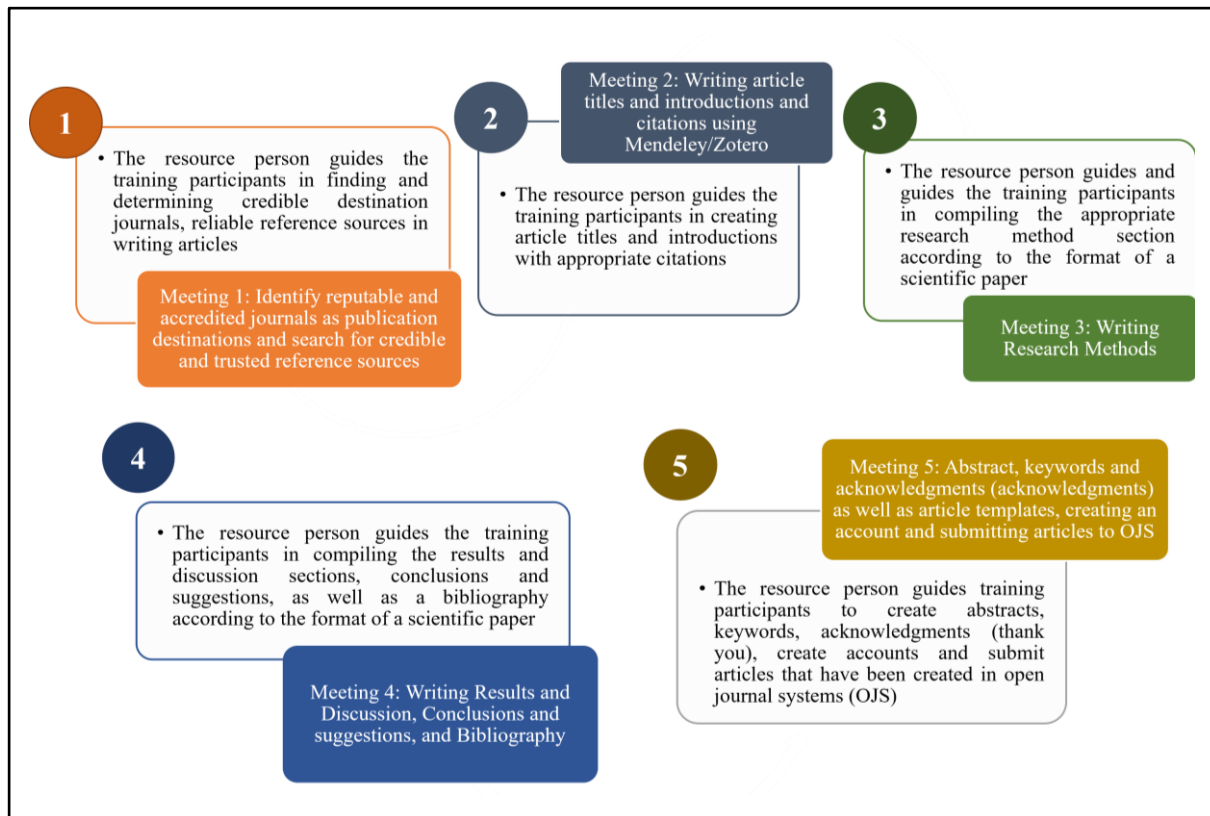 1
• The resource person guides the
training participants in finding and
determining credible destination
journals, reliable reference sources in
writing articles
Meeting 1: Identify reputable and
accredited journals as publication
destinations and search for credible
and trusted reference sources
2
Meeting 2: Writing article
titles and introductions and
citations using
Mendeley/Zotero
• The resource person guides the
training participants in creating
article titles and introductions
with appropriate citations
3
• The resource person guides and
guides the training participants
in compiling the appropriate
research method section
according to the format of a
scientific paper
Meeting 3: Writing
Research Methods
4
• The resource person guides the training
participants in compiling the results and
discussion sections, conclusions and
suggestions, as well as a bibliography
according to the format of a scientific paper
Meeting 4: Writing Results and
Discussion, Conclusions and
suggestions, and Bibliography
5
Meeting 5: Abstract, keywords and
acknowledgments (acknowledgments)
as well as article templates, creating an
account and submitting articles to OJS
• The resource person guides training
participants to create abstracts,
keywords, acknowledgments (thank
you), create accounts and submit
articles that have been created in open
journal systems (OJS)